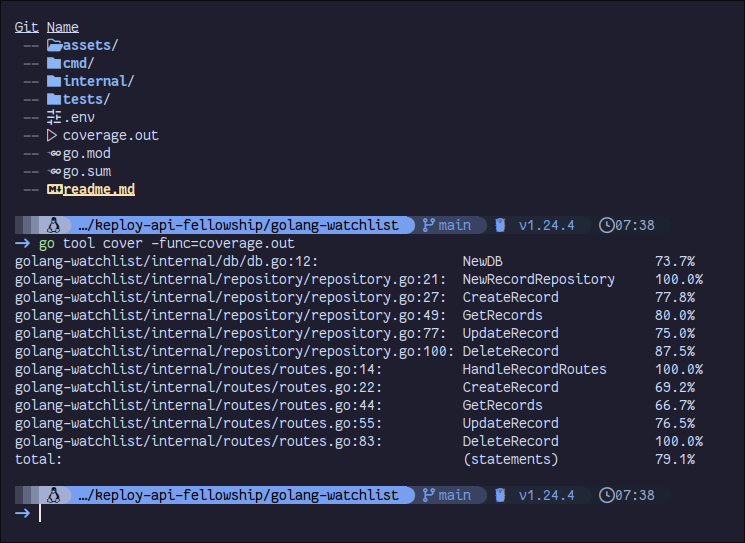 Git Name
-- assets/
-- cmd/
-- internal/
-- tests/
-- .env
-- coverage.out
-- go.mod
-- go.sum
-- readme.md
…/keploy-api-fellowship/golang-watchlist main v1.24.4 07:38
→ go tool cover -func=coverage.out
golang-watchlist/internal/db/db.go:12: NewDB 73.7%
golang-watchlist/internal/repository/repository.go:21: NewRecordRepository 100.0%
golang-watchlist/internal/repository/repository.go:27: CreateRecord 77.8%
golang-watchlist/internal/repository/repository.go:49: GetRecords 80.0%
golang-watchlist/internal/repository/repository.go:77: UpdateRecord 75.0%
golang-watchlist/internal/repository/repository.go:100: DeleteRecord 87.5%
golang-watchlist/internal/routes/routes.go:14: HandleRecordRoutes 100.0%
golang-watchlist/internal/routes/routes.go:22: CreateRecord 69.2%
golang-watchlist/internal/routes/routes.go:44: GetRecords 66.7%
golang-watchlist/internal/routes/routes.go:55: UpdateRecord 76.5%
golang-watchlist/internal/routes/routes.go:83: DeleteRecord 100.0%
total: (statements) 79.1%
…/keploy-api-fellowship/golang-watchlist main v1.24.4 07:38
→